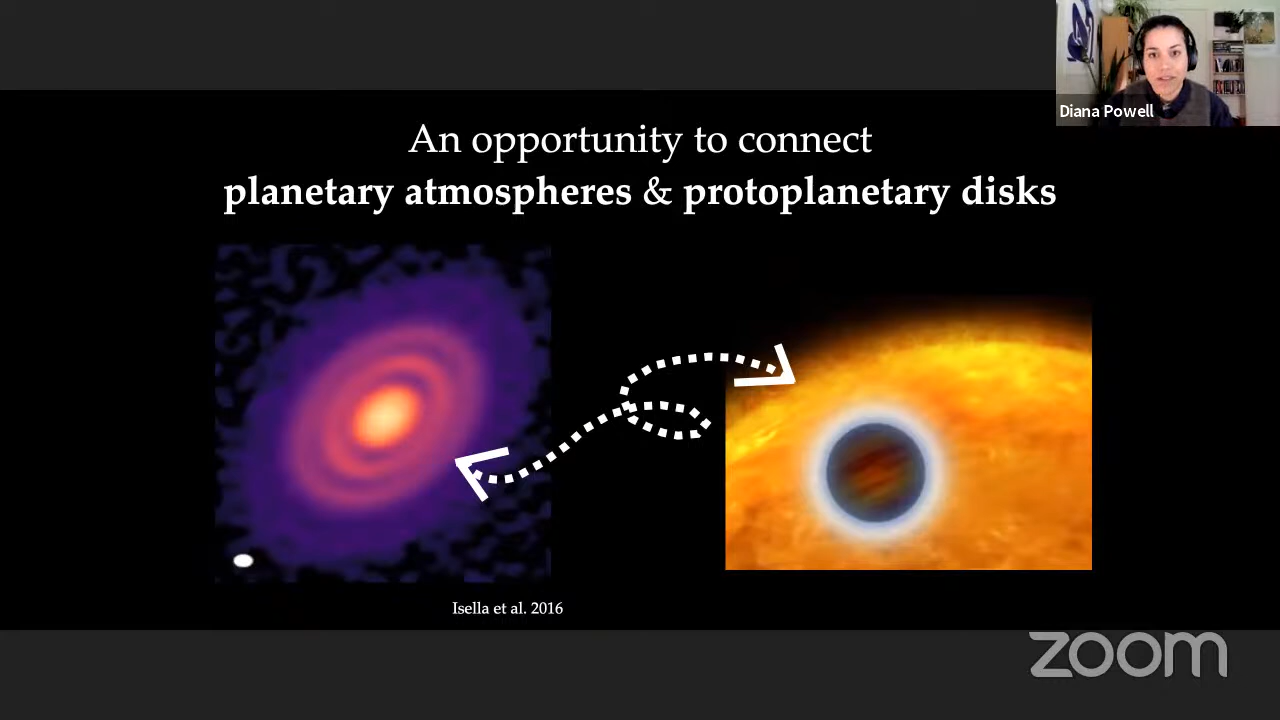 Diana Powell
An opportunity to connect
planetary atmospheres & protoplanetary disks
Isella et al. 2016
zoom